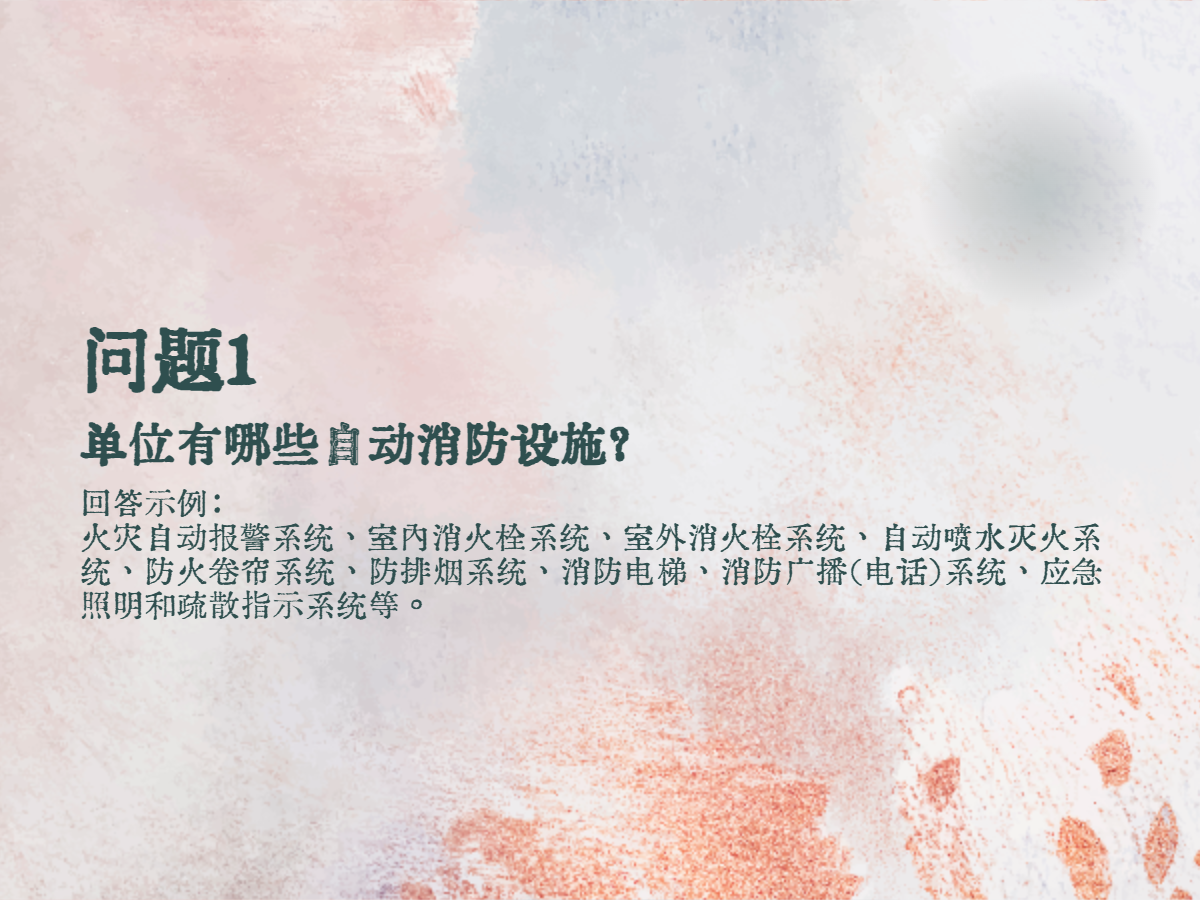 问题1
单位有哪些自动消防设施？
回答示例：
火灾自动报警系统、室内消火栓系统、室外消火栓系统、自动喷水灭火系
统、防火卷帘系统、防排烟系统、消防电梯、消防广播(电话)系统、应急
照明和疏散指示系统等。